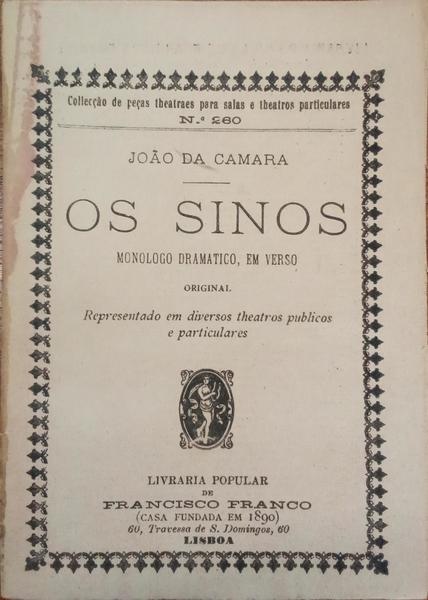 Collecção de peças theatraes para salas e theatros particulares
N.º 260
JOÃO DA CAMARA
OS SINOS
MONOLOGO DRAMATICO, EM VERSO
ORIGINAL
Representado em diversos theatros publicos
e particulares
LIVRARIA POPULAR
DE
FRANCISCO FRANCO
(CASA FUNDADA EM 1890)
60, Travessa de S. Domingos, 60
LISBOA